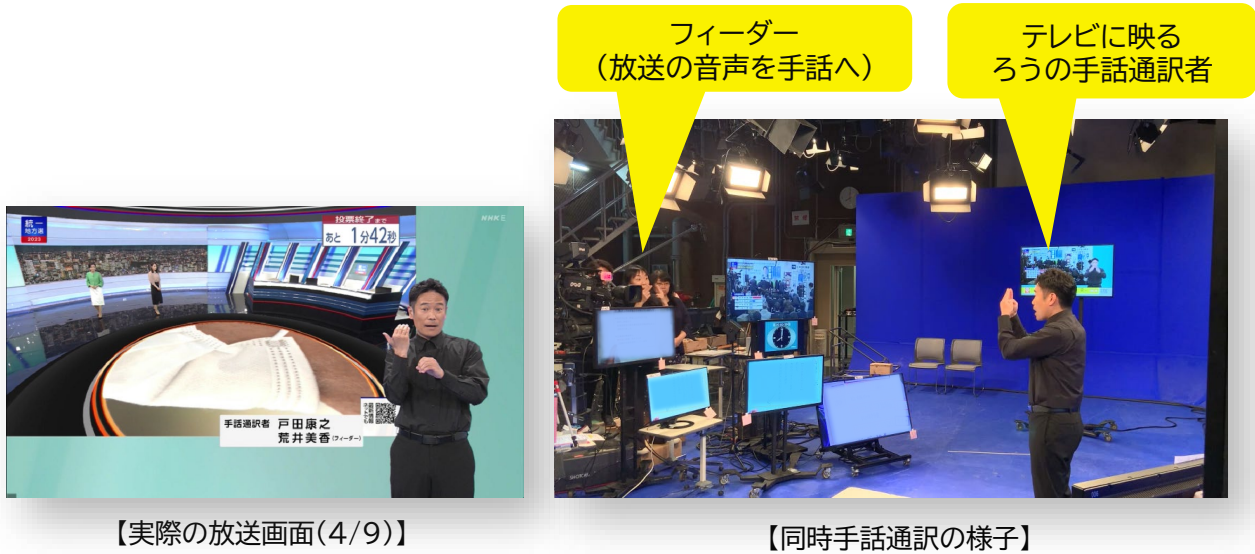 フィーダー
(放送の音声を手話へ)
テレビに映る
ろうの手話通訳者
統一
地方選
2023
投票終了まで
あと 1分42秒
NHK E
手話通訳者 戸田康之
荒井美香(フィーダー)
【実際の放送画面(4/9)】
【同時手話通訳の様子】